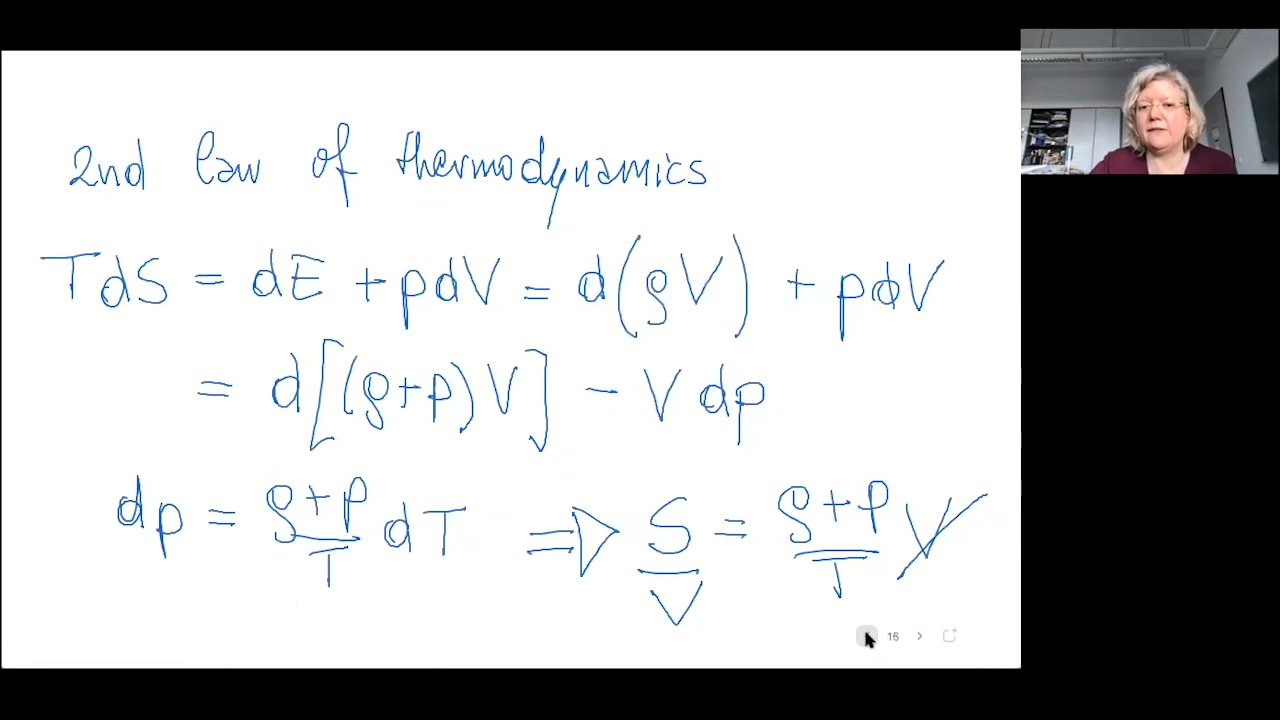 2nd law of thermodynamics
TdS = dE + pdV = d(ρV) + pdV
= d[(ρ+p)V] - Vdp
dp = (ρ+p)/T dT ⇒ S/V = (ρ+p)/T V̸
16